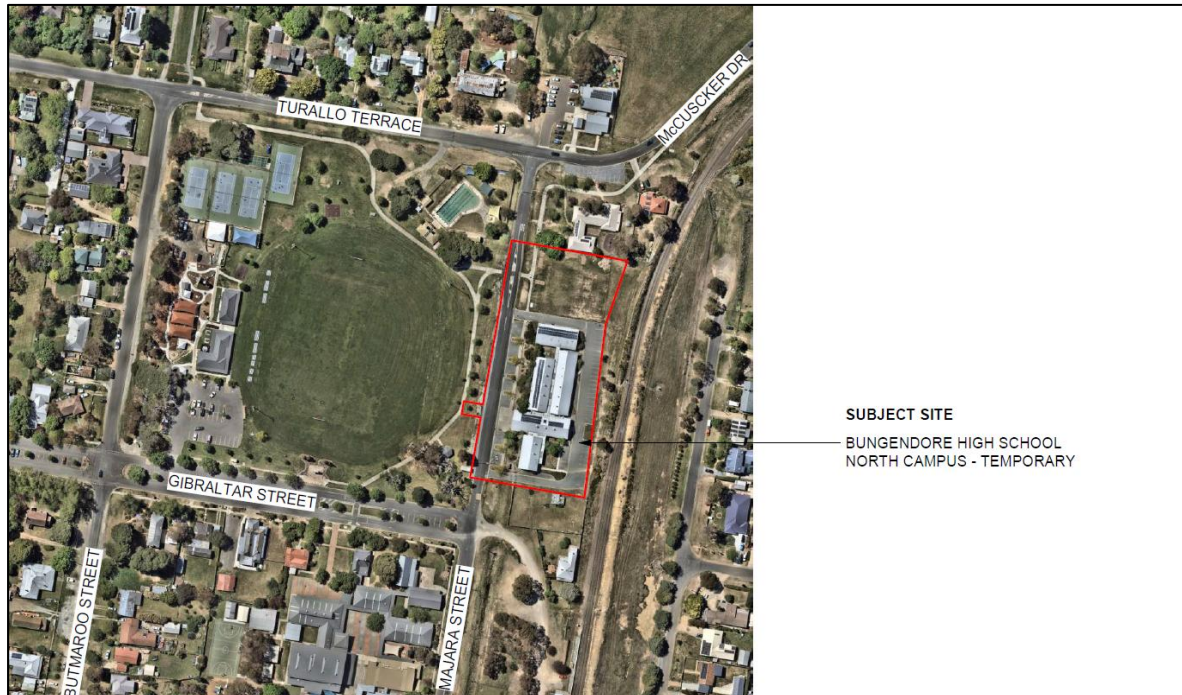 TURALLO TERRACE
McCUSCKER DR
SUBJECT SITE
BUNGENDORE HIGH SCHOOL
NORTH CAMPUS - TEMPORARY
GIBRALTAR STREET
BUTMAROO STREET
MAJARA STREET